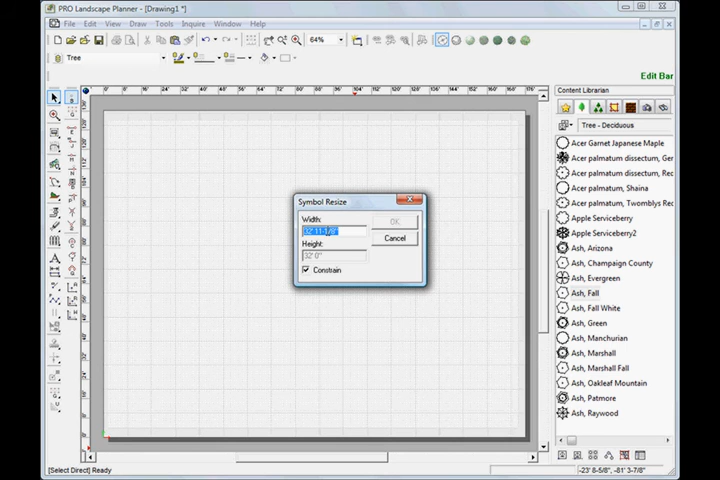 PRO Landscape Planner - [Drawing1 *]
File Edit View Draw Tools Inquire Window Help
64%
Tree
Edit Bar
Content Librarian
Tree - Deciduous
Acer Garnet Japanese Maple
Acer palmatum dissectum, Ger
Acer palmatum dissectum, Rec
Acer palmatum, Shaina
Acer palmatum, Twomblys Rec
Apple Serviceberry
Apple Serviceberry2
Ash, Arizona
Ash, Champaign County
Ash, Evergreen
Ash, Fall
Ash, Fall White
Ash, Green
Ash, Manchurian
Ash, Marshall
Ash, Marshall Fall
Ash, Oakleaf Mountain
Ash, Patmore
Ash, Raywood
Symbol Resize
Width:
32' 11-1/8"
OK
Cancel
Height:
32' 0"
Constrain
[Select Direct] Ready
-23' 8-5/8", -81' 3-7/8"